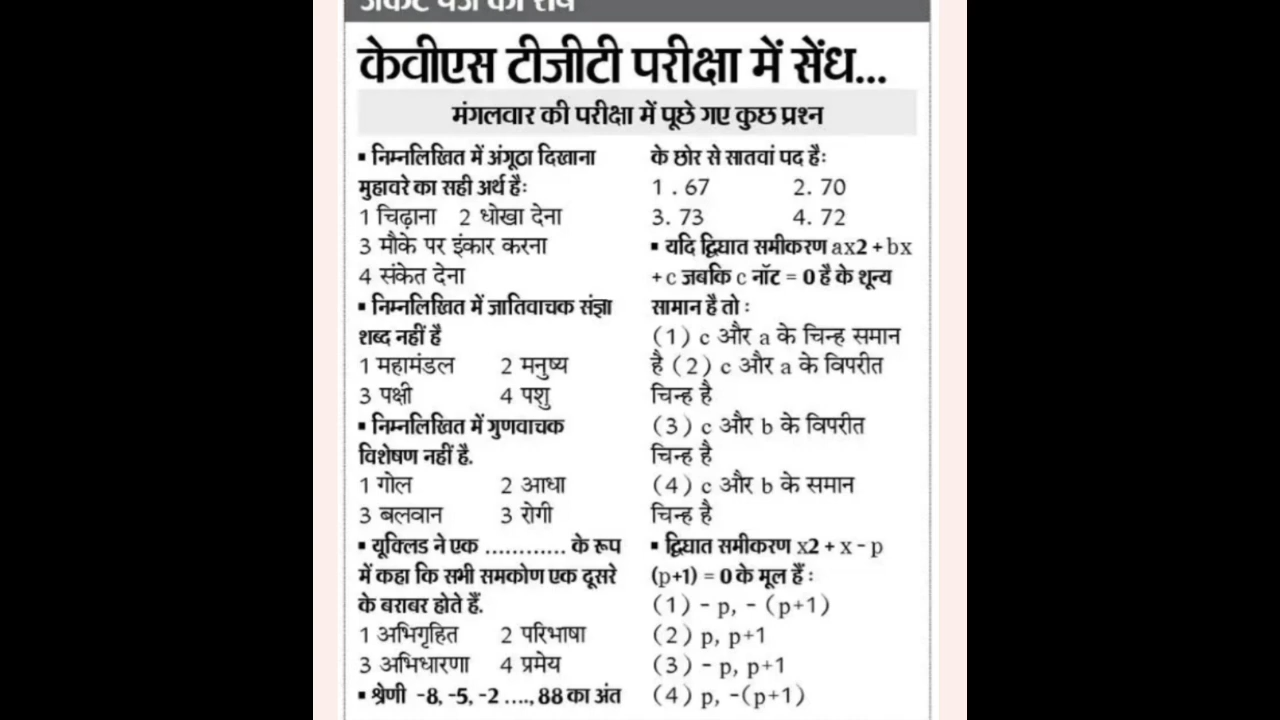 केवीएस टीजीटी परीक्षा में सेंध...
मंगलवार की परीक्षा में पूछे गए कुछ प्रश्न
▪ निम्नलिखित में अंगूठा दिखाना
मुहावरे का सही अर्थ है:
1 चिढ़ाना 2 धोखा देना
3 मौके पर इंकार करना
4 संकेत देना
▪ निम्नलिखित में जातिवाचक संज्ञा
शब्द नहीं है
1 महामंडल 2 मनुष्य
3 पक्षी 4 पशु
▪ निम्नलिखित में गुणवाचक
विशेषण नहीं है.
1 गोल 2 आधा
3 बलवान 3 रोगी
▪ यूक्लिड ने एक ............ के रूप
में कहा कि सभी समकोण एक दूसरे
के बराबर होते हैं.
1 अभिगृहित 2 परिभाषा
3 अभिधारणा 4 प्रमेय
▪ श्रेणी -8, -5, -2 ...., 88 का अंत
के छोर से सातवां पद है:
1 . 67 2. 70
3. 73 4. 72
▪ यदि द्विघात समीकरण ax2 + bx
+ c जबकि c नॉट = 0 है के शून्य
सामान है तो :
(1) c और a के चिन्ह समान
है (2) c और a के विपरीत
चिन्ह है
(3) c और b के विपरीत
चिन्ह है
(4) c और b के समान
चिन्ह है
▪ द्विघात समीकरण x2 + x - p
(p+1) = 0 के मूल हैं :
(1) - p, - (p+1)
(2) p, p+1
(3) - p, p+1
(4) p, -(p+1)